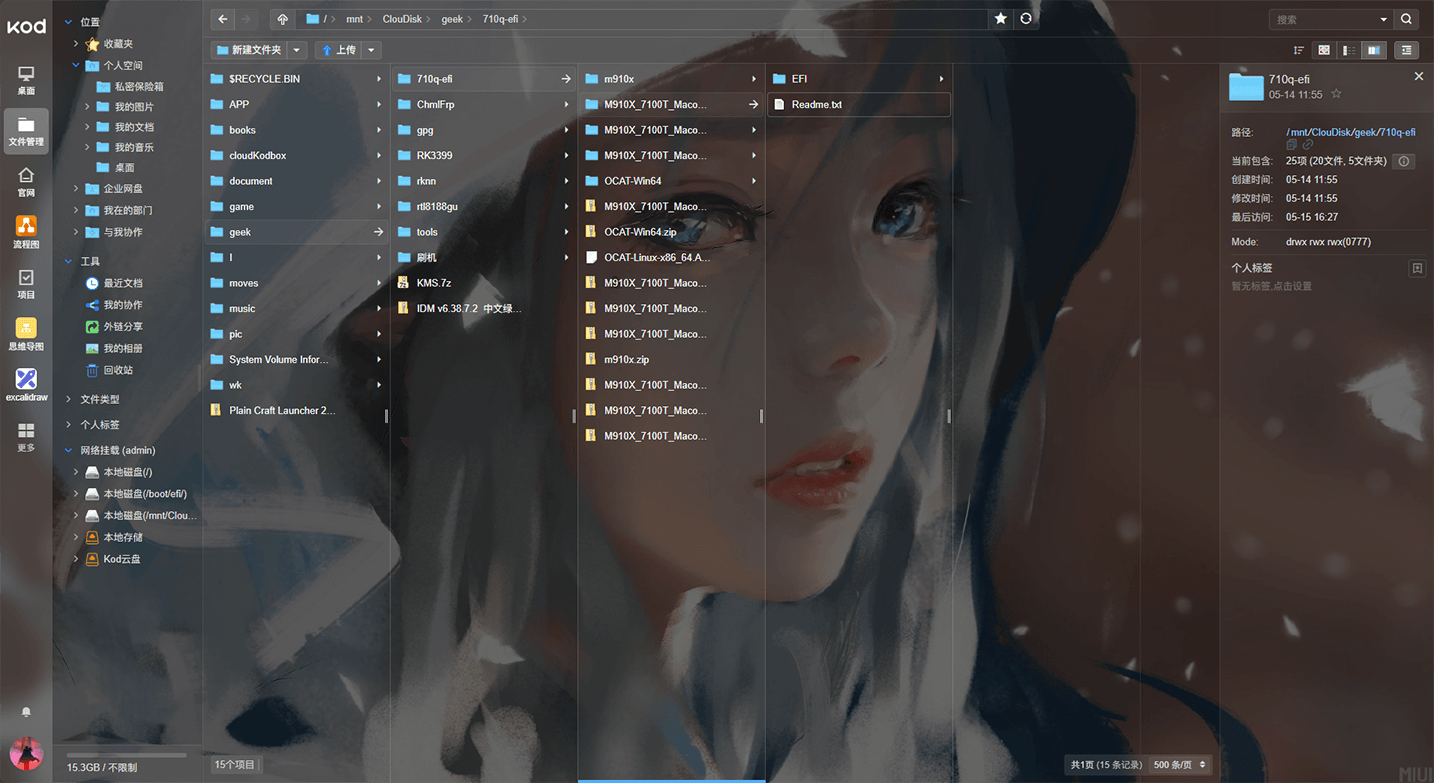 kod
桌面
文件管理
官网
流程图
项目
思维导图
excalidraw
更多
位置
收藏夹
个人空间
私密保险箱
我的图片
我的文档
我的音乐
桌面
企业网盘
我在的部门
与我协作
工具
最近文档
我的协作
外链分享
我的相册
回收站
文件类型
个人标签
网络挂载 (admin)
本地磁盘(/)
本地磁盘(/boot/efi/)
本地磁盘(/mnt/Clou...
本地存储
Kod云盘
15.3GB / 不限制
/ mnt ClouDisk geek 710q-efi
搜索
新建文件夹 上传
$RECYCLE.BIN
APP
books
cloudKodbox
document
game
geek
I
moves
music
pic
System Volume Infor...
wk
Plain Craft Launcher 2...
15个项目
710q-efi
ChmlFrp
gpg
RK3399
rknn
rtl8188gu
tools
刷机
KMS.7z
IDM v6.38.7.2 中文绿...
m910x
M910X_7100T_Maco...
M910X_7100T_Maco...
M910X_7100T_Maco...
OCAT-Win64
M910X_7100T_Maco...
OCAT-Win64.zip
OCAT-Linux-x86_64.A...
M910X_7100T_Maco...
M910X_7100T_Maco...
M910X_7100T_Maco...
m910x.zip
M910X_7100T_Maco...
M910X_7100T_Maco...
M910X_7100T_Maco...
EFI
Readme.txt
710q-efi
05-14 11:55
路径: /mnt/ClouDisk/geek/710q-efi
当前包含: 25项 (20文件, 5文件夹)
创建时间: 05-14 11:55
修改时间: 05-14 11:55
最后访问: 05-15 16:27
Mode: drwx rwx rwx(0777)
个人标签
暂无标签,点击设置
共1页 (15 条记录) 500 条/页
MIUI